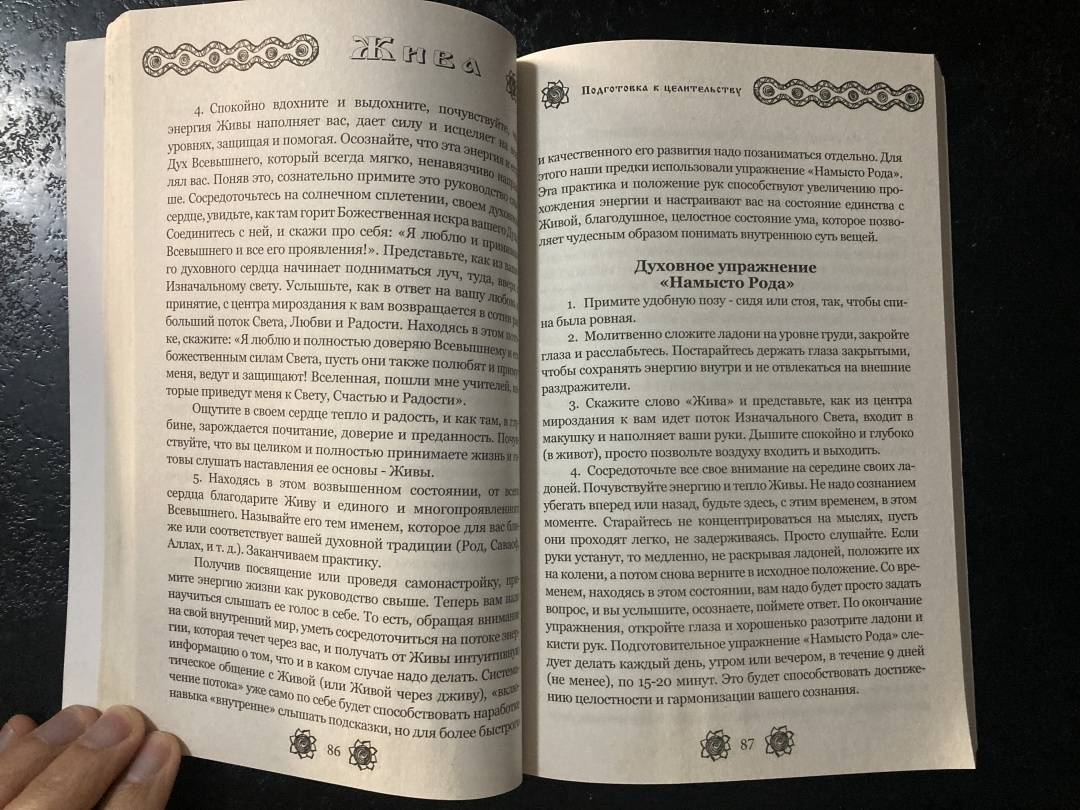 Жива
4. Спокойно вдохните и выдохните, почувствуйте,
энергия Живы наполняет вас, дает силу и исцеляет на
уровнях, защищая и помогая. Осознайте, что эта энергия и
Дух Всевышнего, который всегда мягко, ненавязчиво
лял вас. Поняв это, сознательно примите это руководство
ше. Сосредоточьтесь на солнечном сплетении, своем
сердце, увидьте, как там горит Божественная искра вашего
Соединитесь с ней, и скажи про себя: «Я люблю и
Всевышнего и все его проявления!». Представьте, как из
го духовного сердца начинает подниматься луч, туда, вверх,
Изначальному свету. Услышьте, как в ответ на вашу
принятие, с центра мироздания к вам возвращается в сотни
больший поток Света, Любви и Радости. Находясь в этом
ке, скажите: «Я люблю и полностью доверяю Всевышнему и
божественным силам Света, пусть они также полюбят и
меня, ведут и защищают! Вселенная, пошли мне учителей,
торые приведут меня к Свету, Счастью и Радости».
Ощутите в своем сердце тепло и радость, и как там, в
бине, зарождается почитание, доверие и преданность.
ствуйте, что вы целиком и полностью принимаете жизнь и
товы слушать наставления ее основы - Живы.
5. Находясь в этом возвышенном состоянии, от всего
сердца благодарите Живу и единого и многопроявленного
Всевышнего. Называйте его тем именем, которое для вас
же или соответствует вашей духовной традиции (Род, Саваоф,
Аллах, и т. д.). Заканчиваем практику.
Получив посвящение или проведя самонастройку,
мите энергию жизни как руководство свыше. Теперь вам надо
научиться слышать ее голос в себе. То есть, обращая внимание
на свой внутренний мир, уметь сосредоточиться на потоке энер-
гии, которая течет через вас, и получать от Живы интуитивную
информацию о том, что и в каком случае надо делать. Система-
тическое общение с Живой (или Живой через дживу), «вклю-
чение потока» уже само по себе будет способствовать наработке
навыка «внутренне» слышать подсказки, но для более быстрого
86
Подготовка к целительству
и качественного его развития надо позаниматься отдельно. Для
этого наши предки использовали упражнение «Намысто Рода».
Эта практика и положение рук способствуют увеличению про-
хождения энергии и настраивают вас на состояние единства с
Живой, благодушное, целостное состояние ума, которое позво-
ляет чудесным образом понимать внутреннюю суть вещей.
Духовное упражнение
«Намысто Рода»
1. Примите удобную позу - сидя или стоя, так, чтобы спи-
на была ровная.
2. Молитвенно сложите ладони на уровне груди, закройте
глаза и расслабьтесь. Постарайтесь держать глаза закрытыми,
чтобы сохранять энергию внутри и не отвлекаться на внешние
раздражители.
3. Скажите слово «Жива» и представьте, как из центра
мироздания к вам идет поток Изначального Света, входит в
макушку и наполняет ваши руки. Дышите спокойно и глубоко
(в живот), просто позвольте воздуху входить и выходить.
4. Сосредоточьте все свое внимание на середине своих ла-
доней. Почувствуйте энергию и тепло Живы. Не надо сознанием
убегать вперед или назад, будьте здесь, с этим временем, в этом
моменте. Старайтесь не концентрироваться на мыслях, пусть
они проходят легко, не задерживаясь. Просто слушайте. Если
руки устанут, то медленно, не раскрывая ладоней, положите их
на колени, а потом снова верните в исходное положение. Со вре-
менем, находясь в этом состоянии, вам надо будет просто задать
вопрос, и вы услышите, осознаете, поймете ответ. По окончание
упражнения, откройте глаза и хорошенько разотрите ладони и
кисти рук. Подготовительное упражнение «Намысто Рода» сле-
дует делать каждый день, утром или вечером, в течение 9 дней
(не менее), по 15-20 минут. Это будет способствовать достиже-
нию целостности и гармонизации вашего сознания.
87